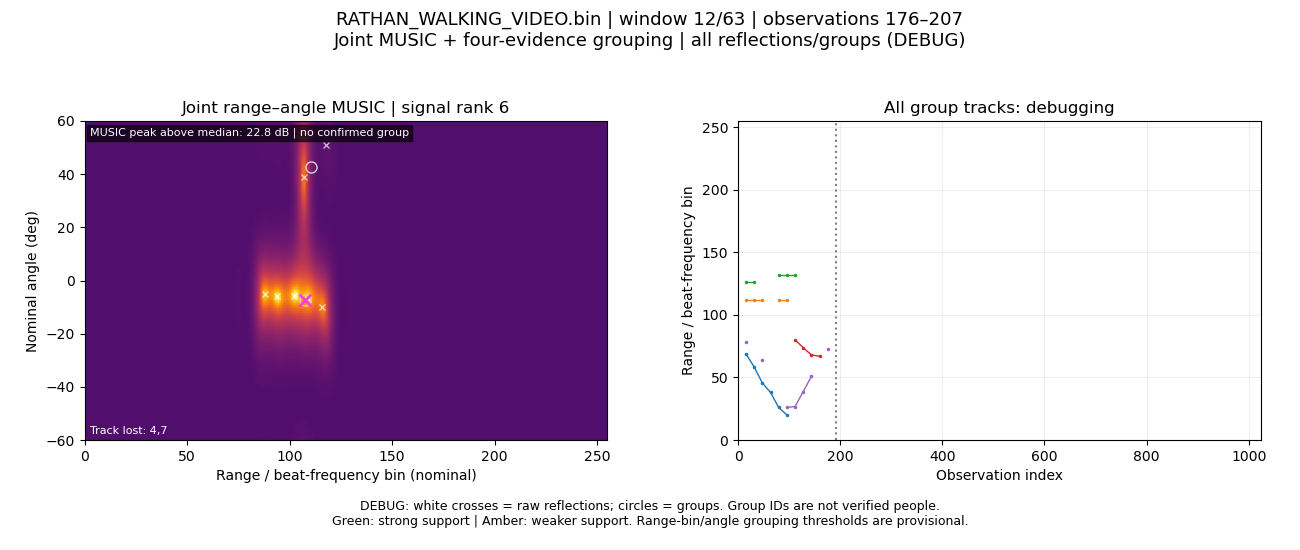 RATHAN_WALKING_VIDEO.bin | window 12/63 | observations 176–207
Joint MUSIC + four-evidence grouping | all reflections/groups (DEBUG)
Joint range–angle MUSIC | signal rank 6
MUSIC peak above median: 22.8 dB | no confirmed group
Track lost: 4,7
60
40
20
0
−20
−40
−60
Nominal angle (deg)
0
50
100
150
200
250
Range / beat-frequency bin (nominal)
All group tracks: debugging
250
200
150
100
50
0
Range / beat-frequency bin
0
200
400
600
800
1000
Observation index
DEBUG: white crosses = raw reflections; circles = groups. Group IDs are not verified people.
Green: strong support | Amber: weaker support. Range-bin/angle grouping thresholds are provisional.